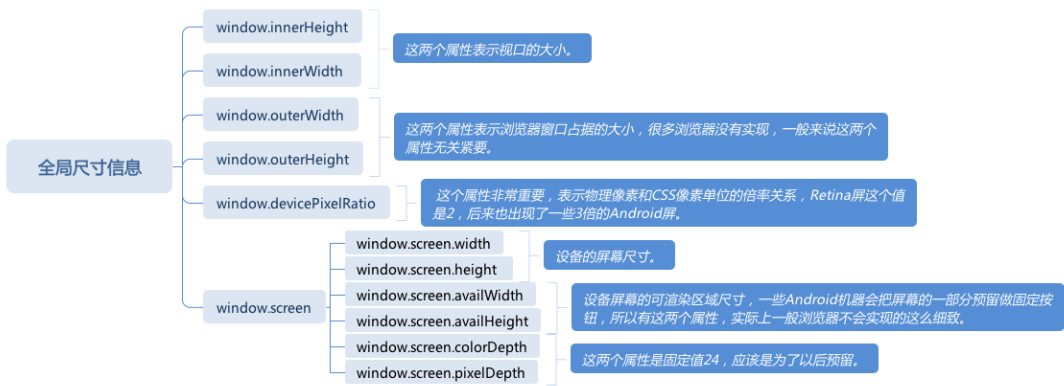 全局尺寸信息
window.innerHeight
window.innerWidth
这两个属性表示视口的大小。
window.outerWidth
window.outerHeight
这两个属性表示浏览器窗口占据的大小，很多浏览器没有实现，一般来说这两个
属性无关紧要。
window.devicePixelRatio
这个属性非常重要，表示物理像素和CSS像素单位的倍率关系，Retina屏这个值
是2，后来也出现了一些3倍的Android屏。
window.screen
window.screen.width
window.screen.height
设备的屏幕尺寸。
window.screen.availWidth
window.screen.availHeight
设备屏幕的可渲染区域尺寸，一些Android机器会把屏幕的一部分预留做固定按
钮，所以有这两个属性，实际上一般浏览器不会实现的这么细致。
window.screen.colorDepth
window.screen.pixelDepth
这两个属性是固定值24，应该是为了以后预留。